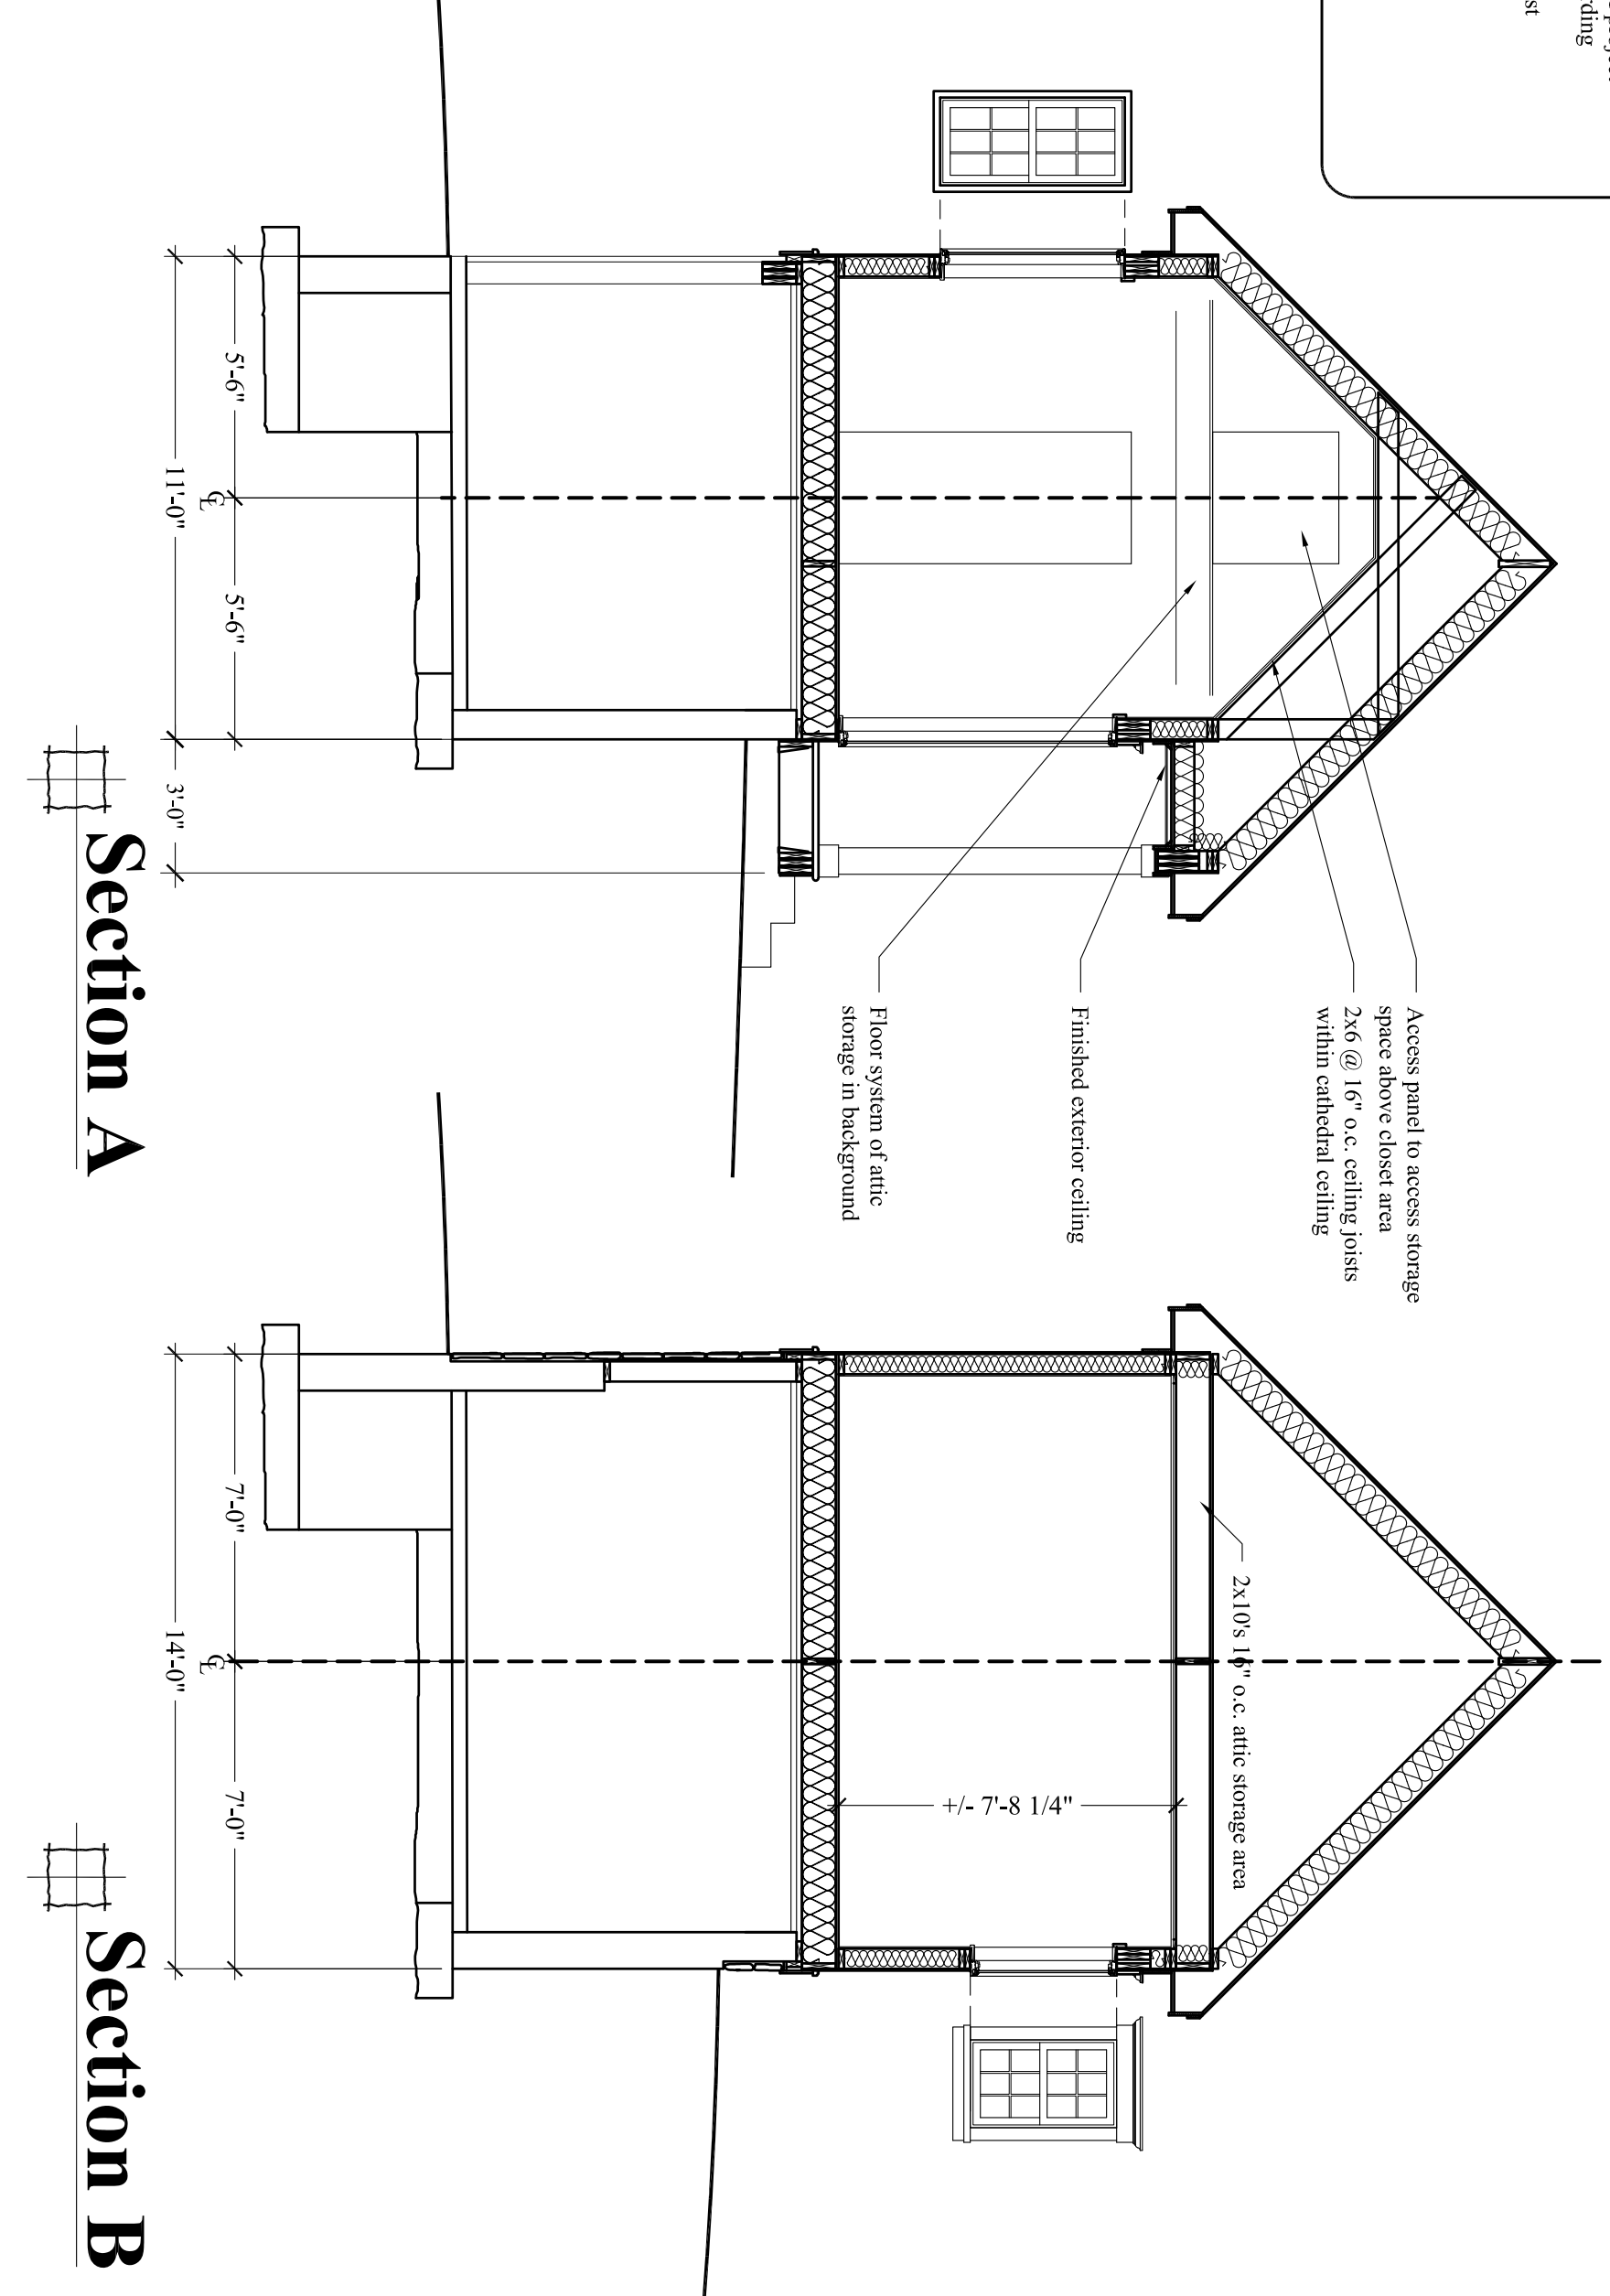 rding
st
Access panel to access storage
space above closet area
2x6 @ 16" o.c. ceiling joists
within cathedral ceiling
Finished exterior ceiling
Floor system of attic
storage in background
5'-6"
5'-6"
11'-0"
3'-0"
Section A
2x10's 16" o.c. attic storage area
+/- 7'-8 1/4"
7'-0"
7'-0"
14'-0"
Section B